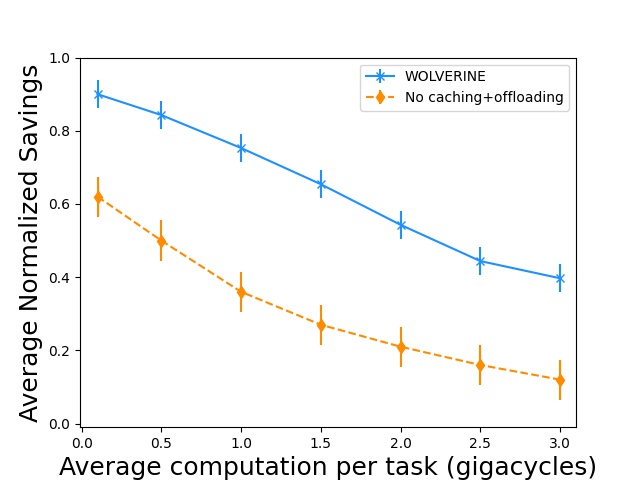 WOLVERINE
No caching+offloading
Average Normalized Savings
1.0
0.8
0.6
0.4
0.2
0.0
0.0 0.5 1.0 1.5 2.0 2.5 3.0
Average computation per task (gigacycles)